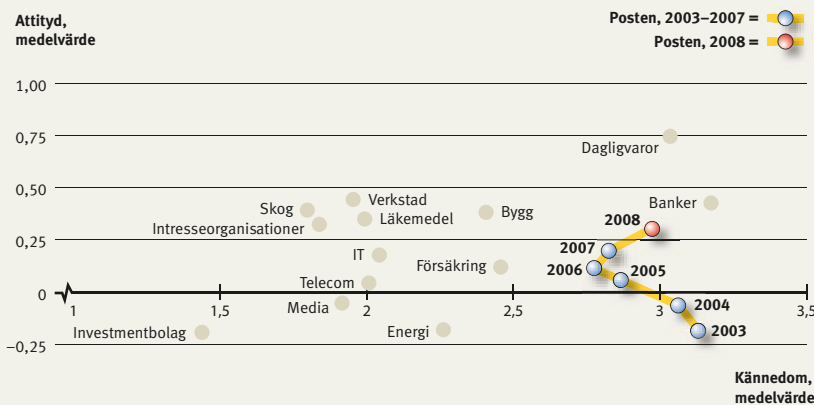 Attityd,
medelvärde
Posten, 2003–2007 =
Posten, 2008 =
1,00
0,75
Dagligvaror
0,50
Skog
Verkstad
Läkemedel
Intresseorganisationer
Bygg
Banker
2008
0,25
IT
Försäkring
2007
2006
2005
Telecom
0
Media
1
1,5
2
2,5
3
3,5
2004
Investmentbolag
Energi
2003
–0,25
Kännedom,
medelvärde